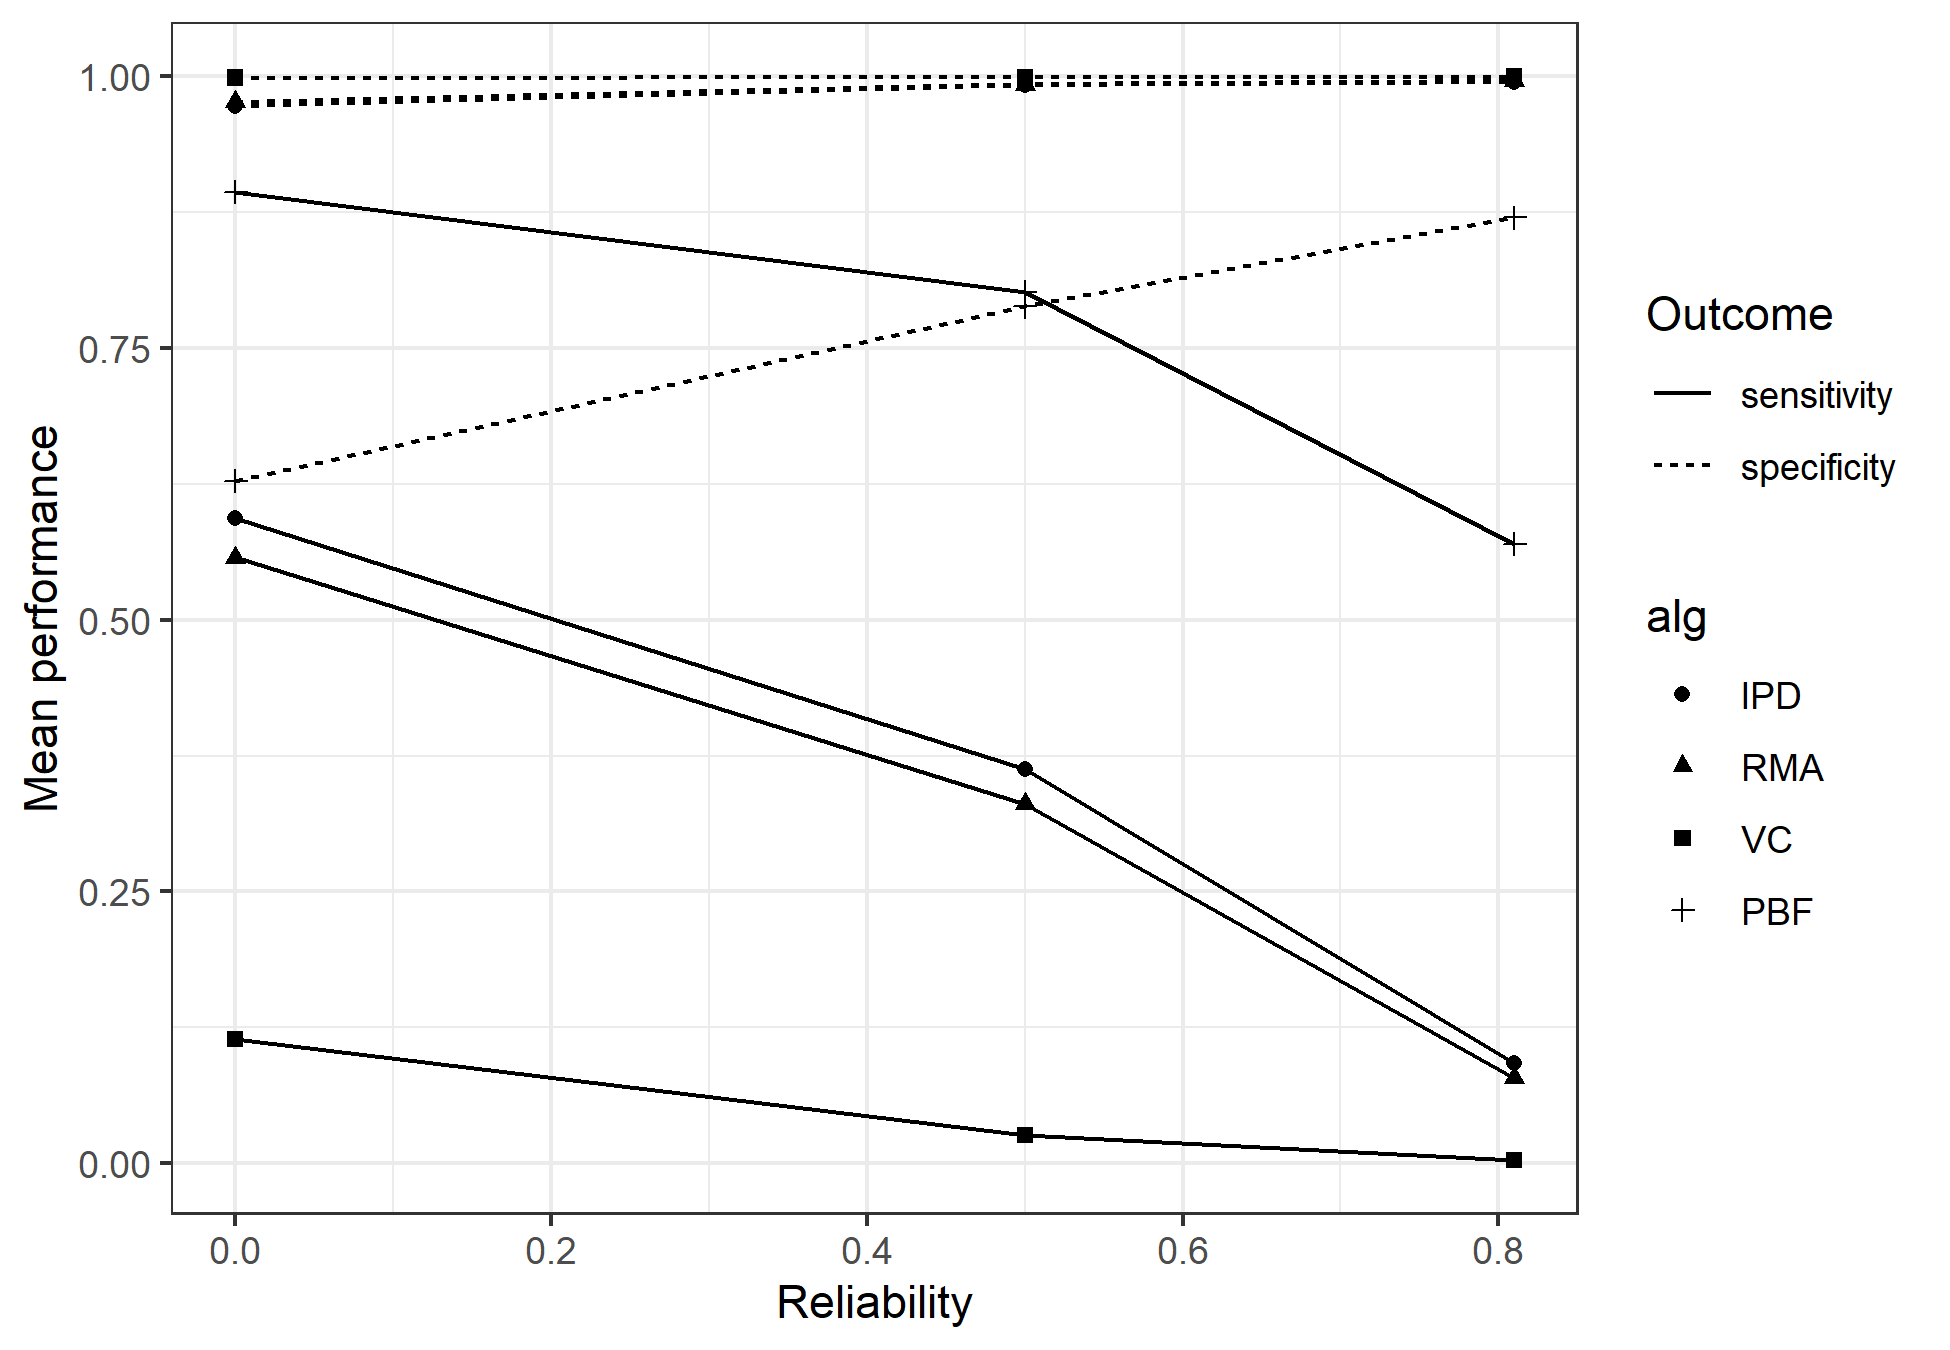 1.00
0.75
0.50
0.25
0.00
Mean performance
0.0 0.2 0.4 0.6 0.8
Reliability
Outcome
sensitivity
specificity
alg
IPD
RMA
VC
PBF